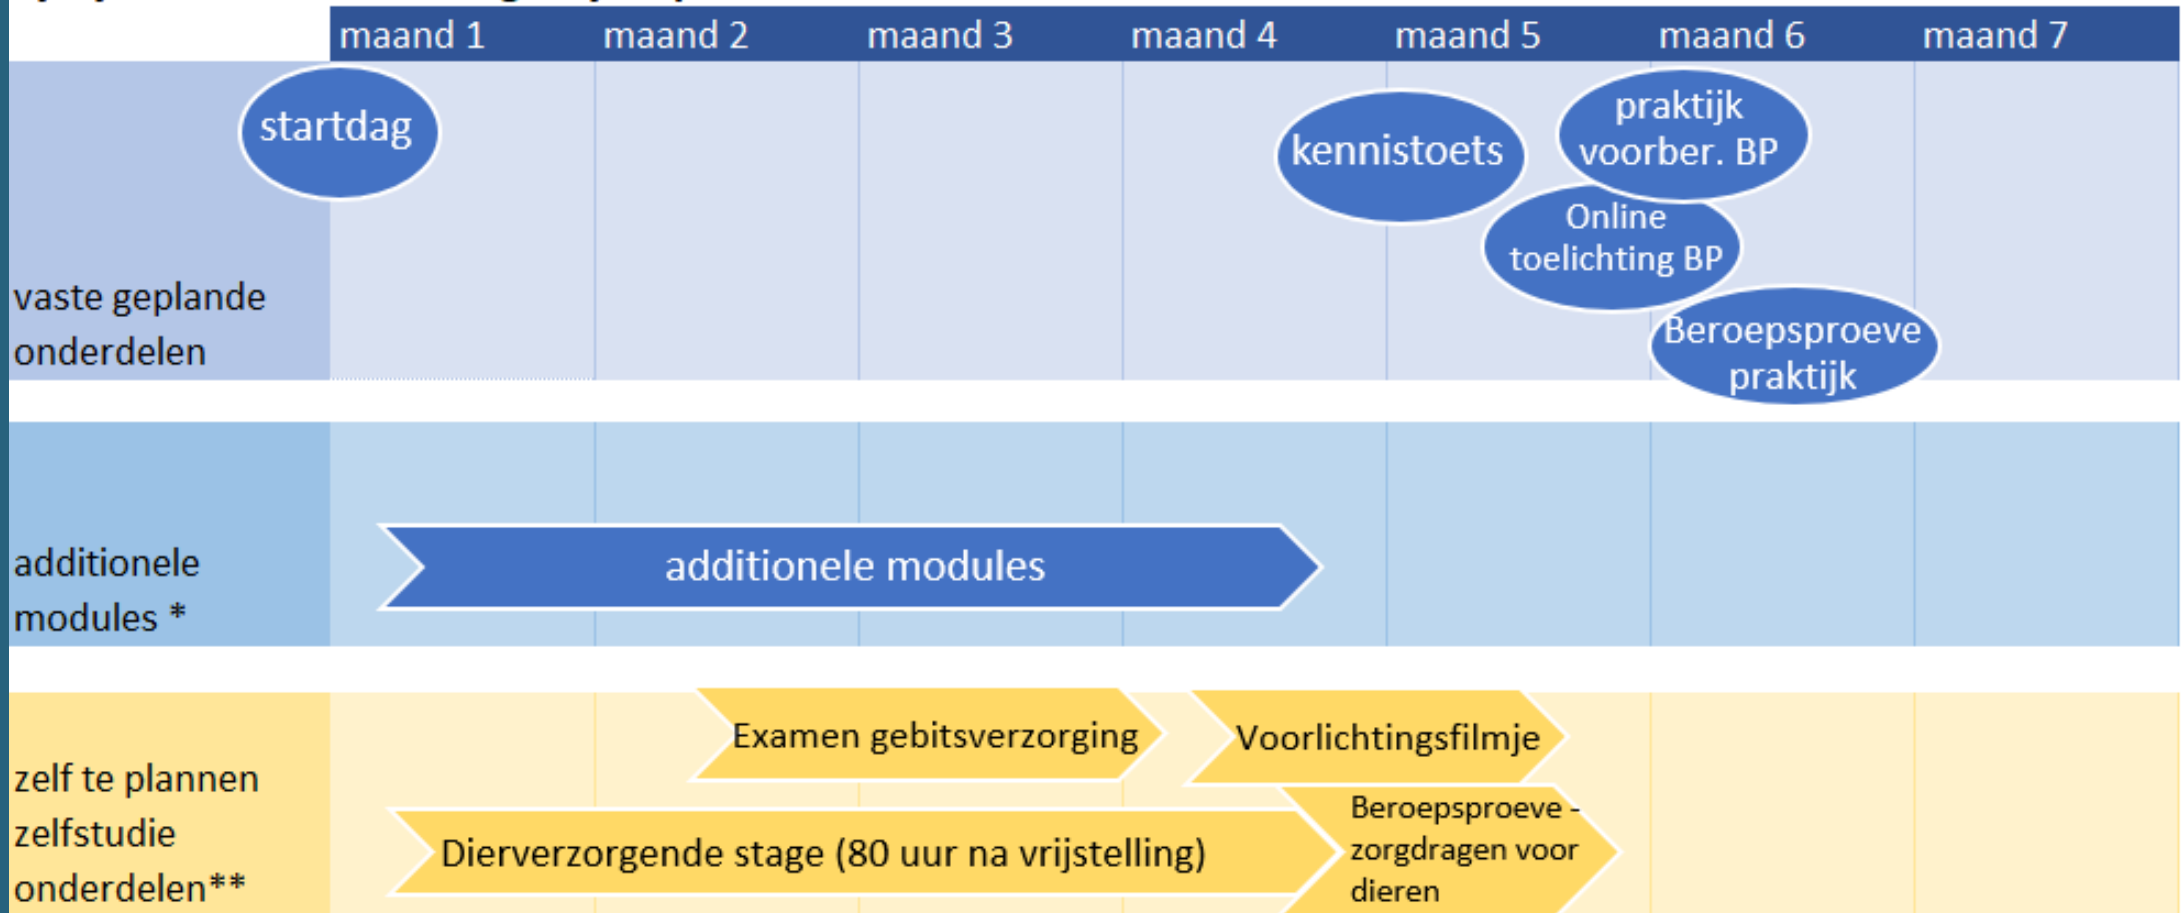 maand 1 maand 2 maand 3 maand 4 maand 5 maand 6 maand 7
startdag
kennistoets
praktijk
voorber. BP
Online
toelichting BP
Beroepsproeve
praktijk
vaste geplande
onderdelen
additionele
modules *
additionele modules
zelf te plannen
zelfstudie
onderdelen**
Examen gebitsverzorging
Voorlichtingsfilmje
Dierverzorgende stage (80 uur na vrijstelling)
Beroepsproeve -
zorgdragen voor
dieren